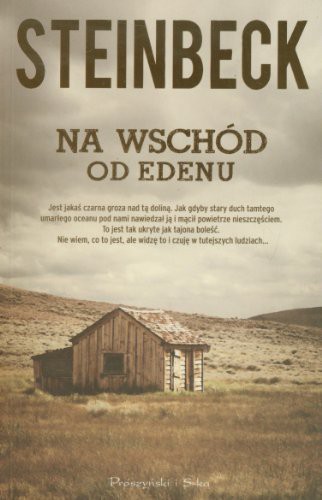 STEINBECK
NA WSCHÓD
OD EDENU
Jest jakaś czarna groza nad tą doliną. Jak gdyby stary duch tamtego
umarłego oceanu pod nami nawiedzał ją i mącił powietrze nieszczęściem.
To jest tak ukryte jak tajona boleść.
Nie wiem, co to jest, ale widzę to i czuję w tutejszych ludziach...
Prószyński i S-ka